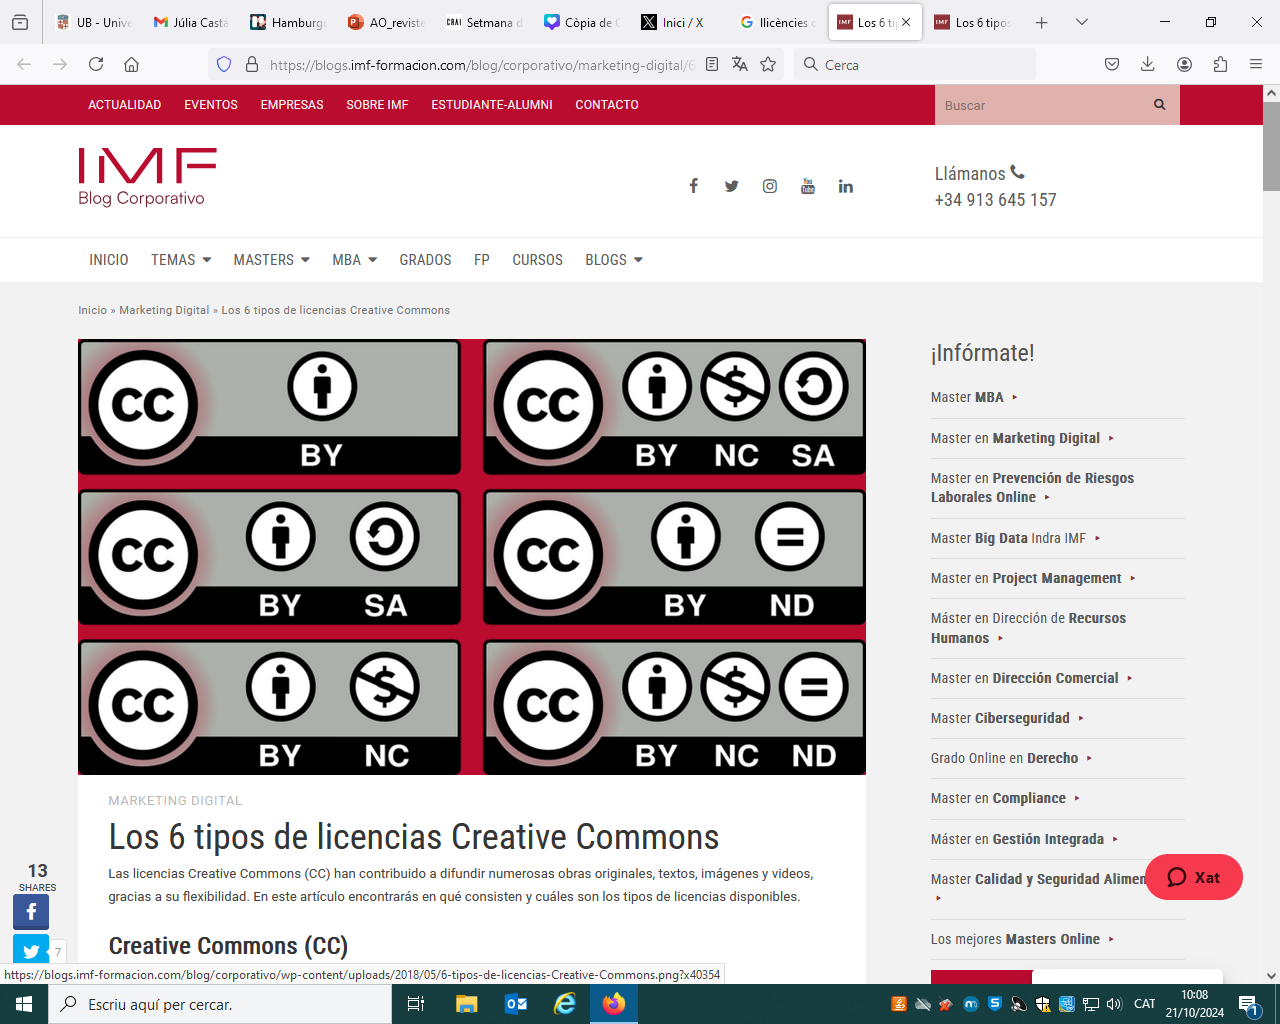 UB - Unive
Júlia Castá
Hamburgu
AO_reviste
CRAI
Setmana d
Còpia de C
Inici / X
llicències c
IMF
Los 6 tip
IMF
Los 6 tipos
https://blogs.imf-formacion.com/blog/corporativo/marketing-digital/6
Cerca
ACTUALIDAD EVENTOS EMPRESAS SOBRE IMF ESTUDIANTE-ALUMNI CONTACTO
Buscar
IMF
Blog Corporativo
You
Tube
Llámanos
+34 913 645 157
INICIO TEMAS MASTERS MBA GRADOS FP CURSOS BLOGS
Inicio » Marketing Digital » Los 6 tipos de licencias Creative Commons
CC BY
CC BY NC SA
CC BY SA
CC BY ND
CC BY NC
CC BY NC ND
MARKETING DIGITAL
Los 6 tipos de licencias Creative Commons
Las licencias Creative Commons (CC) han contribuido a difundir numerosas obras originales, textos, imágenes y videos,
gracias a su flexibilidad. En este artículo encontrarás en qué consisten y cuáles son los tipos de licencias disponibles.
Creative Commons (CC)
13
SHARES
7
¡Infórmate!
Master MBA
Master en Marketing Digital
Master en Prevención de Riesgos
Laborales Online
Master Big Data Indra IMF
Master en Project Management
Máster en Dirección de Recursos
Humanos
Master en Dirección Comercial
Master Ciberseguridad
Grado Online en Derecho
Master en Compliance
Máster en Gestión Integrada
Master Calidad y Seguridad Alimen
Los mejores Masters Online
Xat
https://blogs.imf-formacion.com/blog/corporativo/wp-content/uploads/2018/05/6-tipos-de-licencias-Creative-Commons.png?x40354
Escriu aquí per cercar.
CAT
10:08
21/10/2024
1